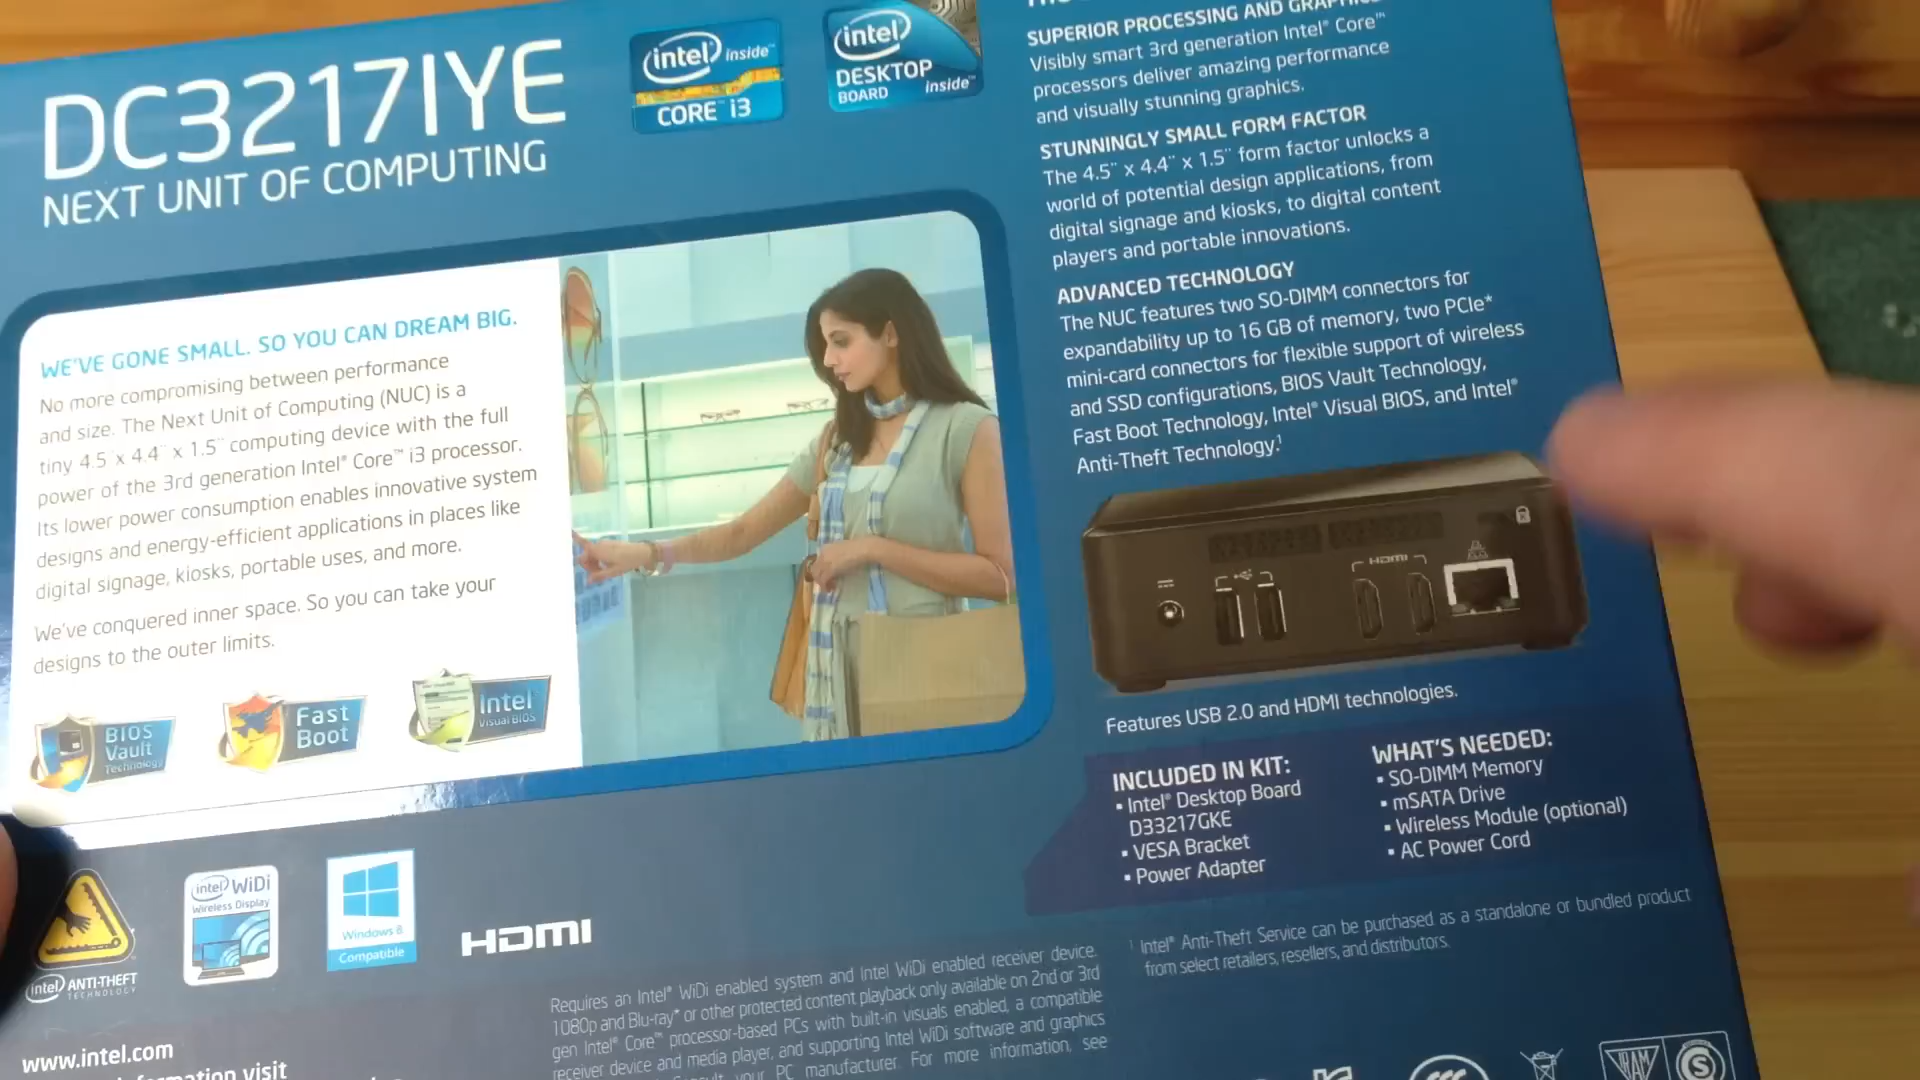 DC3217IYE
NEXT UNIT OF COMPUTING
intel inside™
CORE™ i3
intel
DESKTOP
BOARD inside™
WE'VE GONE SMALL. SO YOU CAN DREAM BIG.
No more compromising between performance
and size. The Next Unit of Computing (NUC) is a
tiny 4.5" x 4.4" x 1.5" computing device with the full
power of the 3rd generation Intel® Core™ i3 processor.
Its lower power consumption enables innovative system
designs and energy-efficient applications in places like
digital signage, kiosks, portable uses, and more.
We've conquered inner space. So you can take your
designs to the outer limits.
BIOS
Vault
Technology
Fast
Boot
Intel
Visual BIOS
SUPERIOR PROCESSING AND GRAPHICS
Visibly smart 3rd generation Intel® Core™
processors deliver amazing performance
and visually stunning graphics.
STUNNINGLY SMALL FORM FACTOR
The 4.5" x 4.4" x 1.5" form factor unlocks a
world of potential design applications, from
digital signage and kiosks, to digital content
players and portable innovations.
ADVANCED TECHNOLOGY
The NUC features two SO-DIMM connectors for
expandability up to 16 GB of memory, two PCIe*
mini-card connectors for flexible support of wireless
and SSD configurations, BIOS Vault Technology,
Fast Boot Technology, Intel® Visual BIOS, and Intel®
Anti-Theft Technology.¹
HDMI
Features USB 2.0 and HDMI technologies.
INCLUDED IN KIT:
▪ Intel® Desktop Board
D33217GKE
▪ VESA Bracket
▪ Power Adapter
WHAT'S NEEDED:
▪ SO-DIMM Memory
▪ mSATA Drive
▪ Wireless Module (optional)
▪ AC Power Cord
¹ Intel® Anti-Theft Service can be purchased as a standalone or bundled product
from select retailers, resellers, and distributors.
intel ANTI-THEFT
TECHNOLOGY
intel WiDi
Wireless Display
Windows 8
Compatible
HDMI
Requires an Intel® WiDi enabled system and Intel WiDi enabled receiver device.
1080p and Blu-ray* or other protected content playback only available on 2nd or 3rd
gen Intel® Core™ processor-based PCs with built-in visuals enabled, a compatible
receiver device and media player, and supporting Intel WiDi software and graphics
your PC manufacturer. For more information, see
www.intel.com
visit